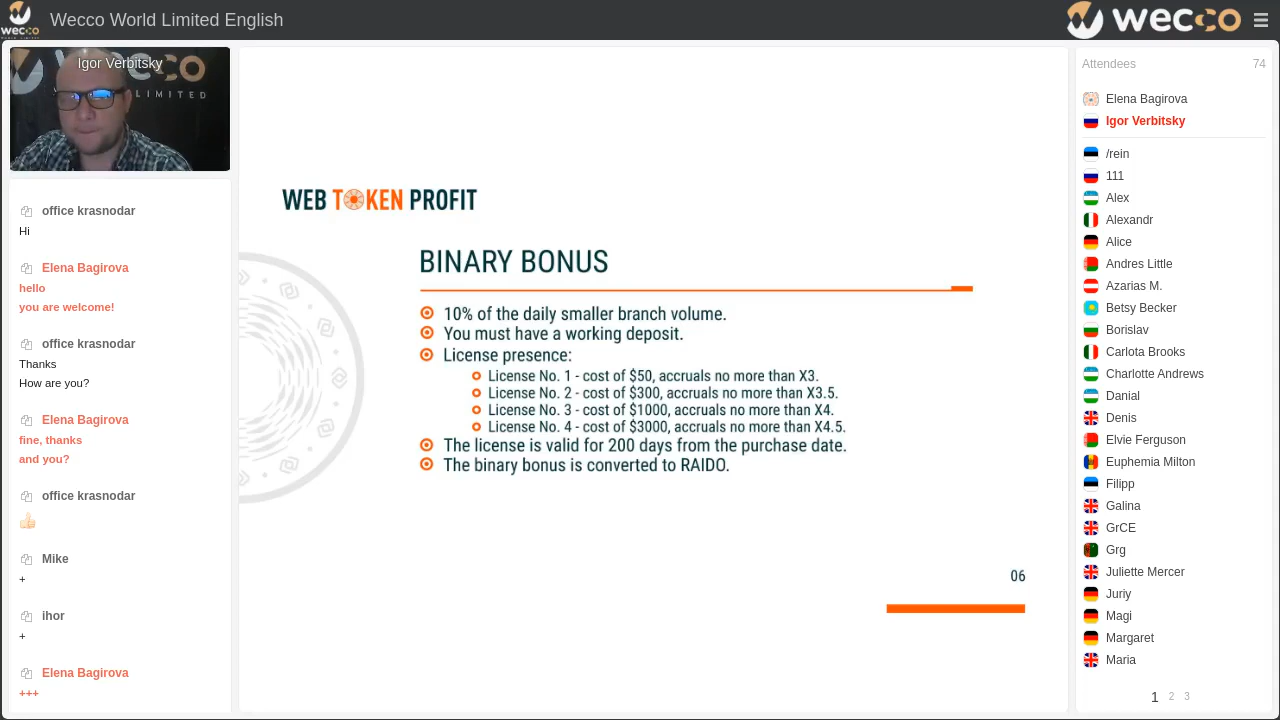 Wecco World Limited English
wecco
Igor Verbitsky
LIMITED
office krasnodar
Hi
Elena Bagirova
hello
you are welcome!
office krasnodar
Thanks
How are you?
Elena Bagirova
fine, thanks
and you?
office krasnodar
Mike
+
ihor
+
Elena Bagirova
+++
WEB TOKEN PROFIT
BINARY BONUS
10% of the daily smaller branch volume.
You must have a working deposit.
License presence:
License No. 1 - cost of $50, accruals no more than X3.
License No. 2 - cost of $300, accruals no more than X3.5.
License No. 3 - cost of $1000, accruals no more than X4.
License No. 4 - cost of $3000, accruals no more than X4.5.
The license is valid for 200 days from the purchase date.
The binary bonus is converted to RAIDO.
06
Attendees 74
Elena Bagirova
Igor Verbitsky
/rein
111
Alex
Alexandr
Alice
Andres Little
Azarias M.
Betsy Becker
Borislav
Carlota Brooks
Charlotte Andrews
Danial
Denis
Elvie Ferguson
Euphemia Milton
Filipp
Galina
GrCE
Grg
Juliette Mercer
Juriy
Magi
Margaret
Maria
1 2 3